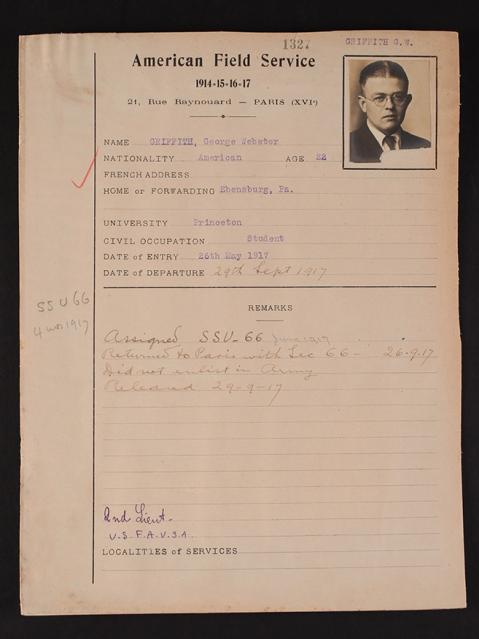 1327
GRIFFITH G.W.
American Field Service
1914-15-16-17
21, Rue Raynouard — PARIS (XVIe)
NAME GRIFFITH, George Webster
NATIONALITY American AGE 22
FRENCH ADDRESS
HOME or FORWARDING Ebensburg, Pa.
UNIVERSITY Princeton
CIVIL OCCUPATION Student
DATE of ENTRY 26th May 1917
DATE of DEPARTURE 29th Sept 1917
SSU 66
1917
REMARKS
Assigned SSU-66 June 1917
Returned to Paris with Sec 66 - 26-9-17
Did not enlist in Army
Released 29-9-17
2nd Lieut-
U.S.F.A.U.S.A.
LOCALITIES of SERVICES